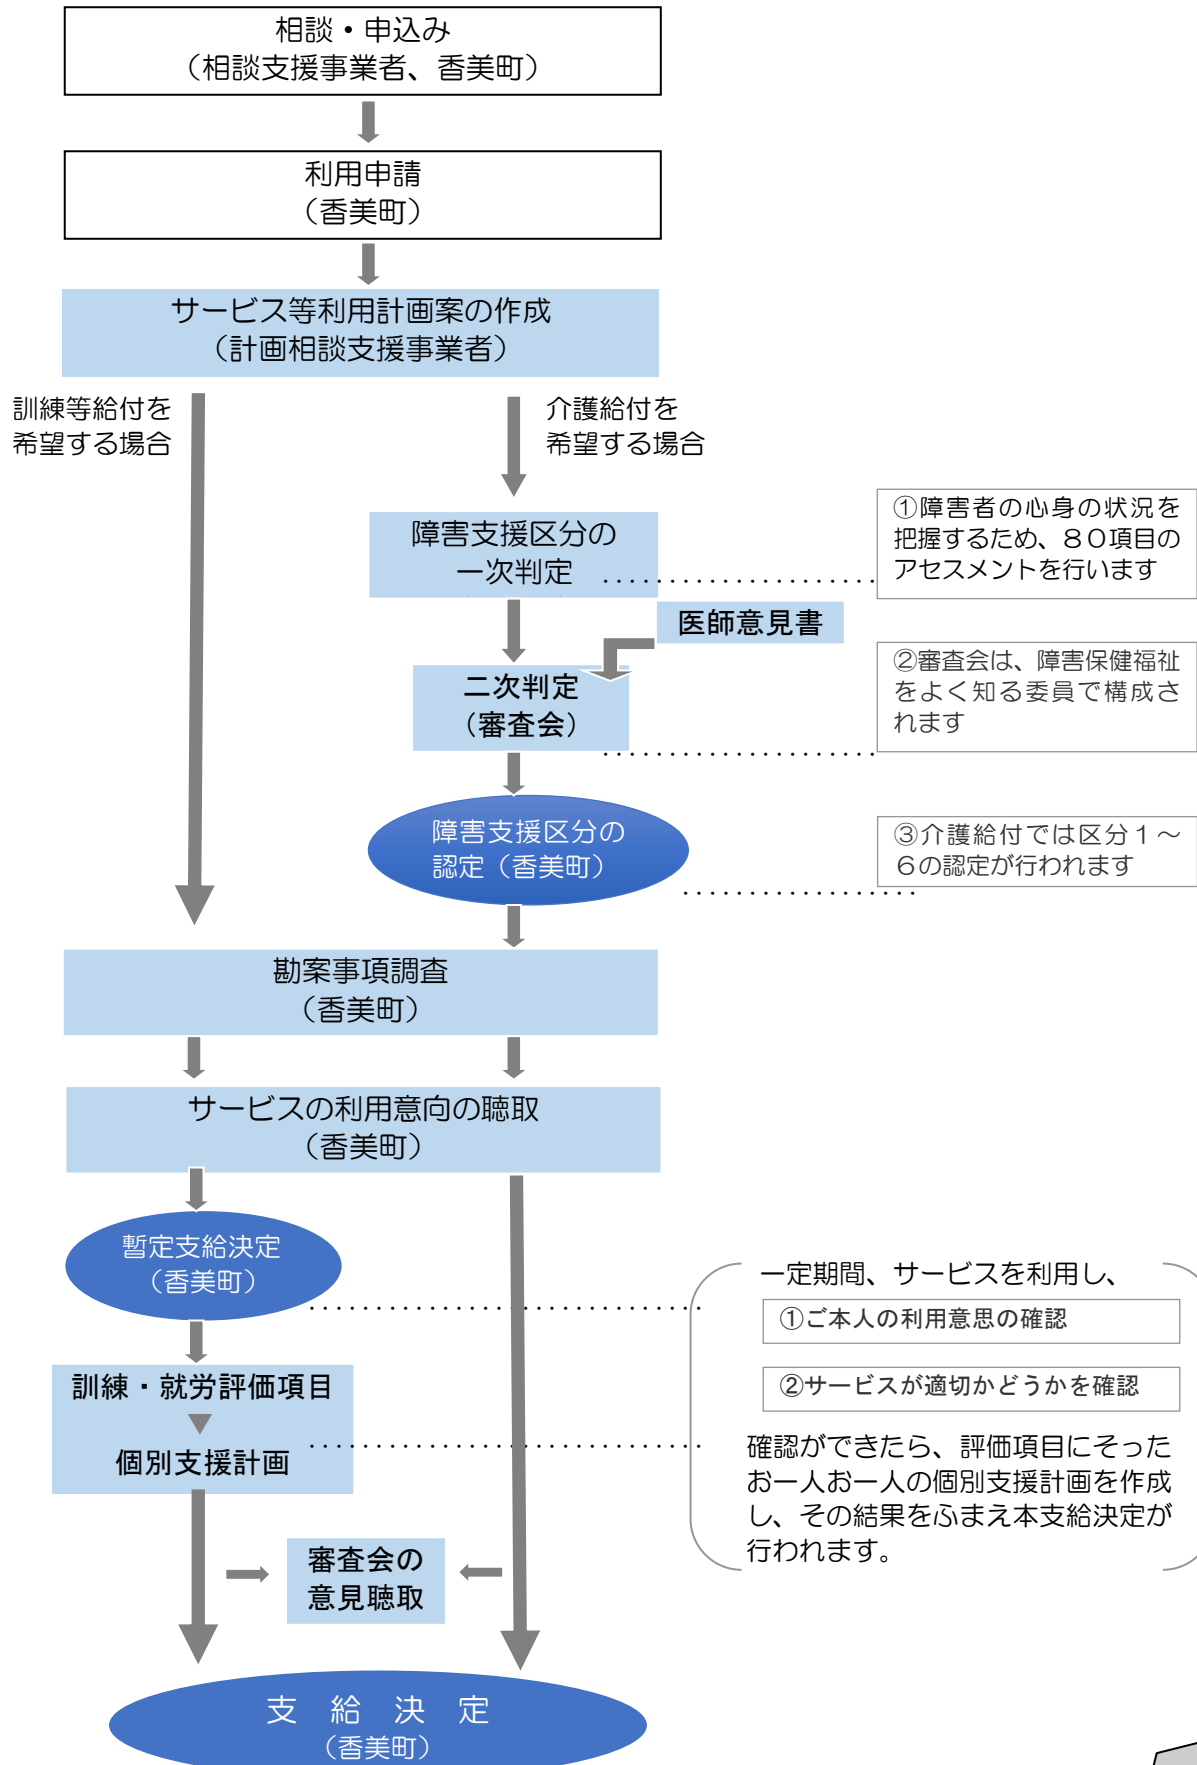 相談・申込み
（相談支援事業者、香美町）
利用申請
（香美町）
サービス等利用計画案の作成
（計画相談支援事業者）
訓練等給付を
希望する場合
介護給付を
希望する場合
障害支援区分の
一次判定
①障害者の心身の状況を
把握するため、８０項目の
アセスメントを行います
医師意見書
二次判定
（審査会）
②審査会は、障害保健福祉
をよく知る委員で構成さ
れます
障害支援区分の
認定（香美町）
③介護給付では区分１～
６の認定が行われます
勘案事項調査
（香美町）
サービスの利用意向の聴取
（香美町）
暫定支給決定
（香美町）
一定期間、サービスを利用し、
①ご本人の利用意思の確認
②サービスが適切かどうかを確認
確認ができたら、評価項目にそった
お一人お一人の個別支援計画を作成
し、その結果をふまえ本支給決定が
行われます。
訓練・就労評価項目
個別支援計画
審査会の
意見聴取
支　給　決　定
（香美町）